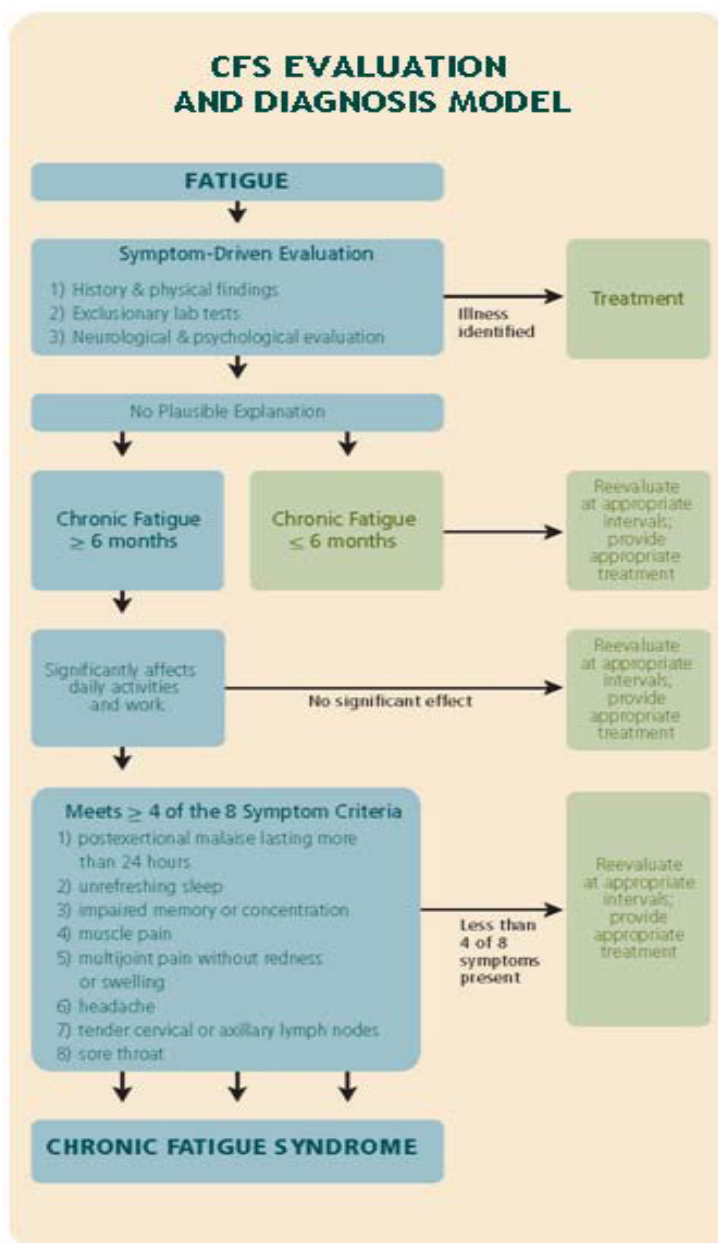 CFS EVALUATION
AND DIAGNOSIS MODEL
FATIGUE
Symptom-Driven Evaluation
1) History & physical findings
2) Exclusionary lab tests
3) Neurological & psychological evaluation
Illness
identified
Treatment
No Plausible Explanation
Chronic Fatigue
≥ 6 months
Chronic Fatigue
≤ 6 months
Reevaluate
at appropriate
intervals;
provide
appropriate
treatment
Significantly affects
daily activities
and work
No significant effect
Reevaluate
at appropriate
intervals;
provide
appropriate
treatment
Meets ≥ 4 of the 8 Symptom Criteria
1) postexertional malaise lasting more
than 24 hours
2) unrefreshing sleep
3) impaired memory or concentration
4) muscle pain
5) multijoint pain without redness
or swelling
6) headache
7) tender cervical or axillary lymph nodes
8) sore throat
Less than
4 of 8
symptoms
present
Reevaluate
at appropriate
intervals;
provide
appropriate
treatment
CHRONIC FATIGUE SYNDROME